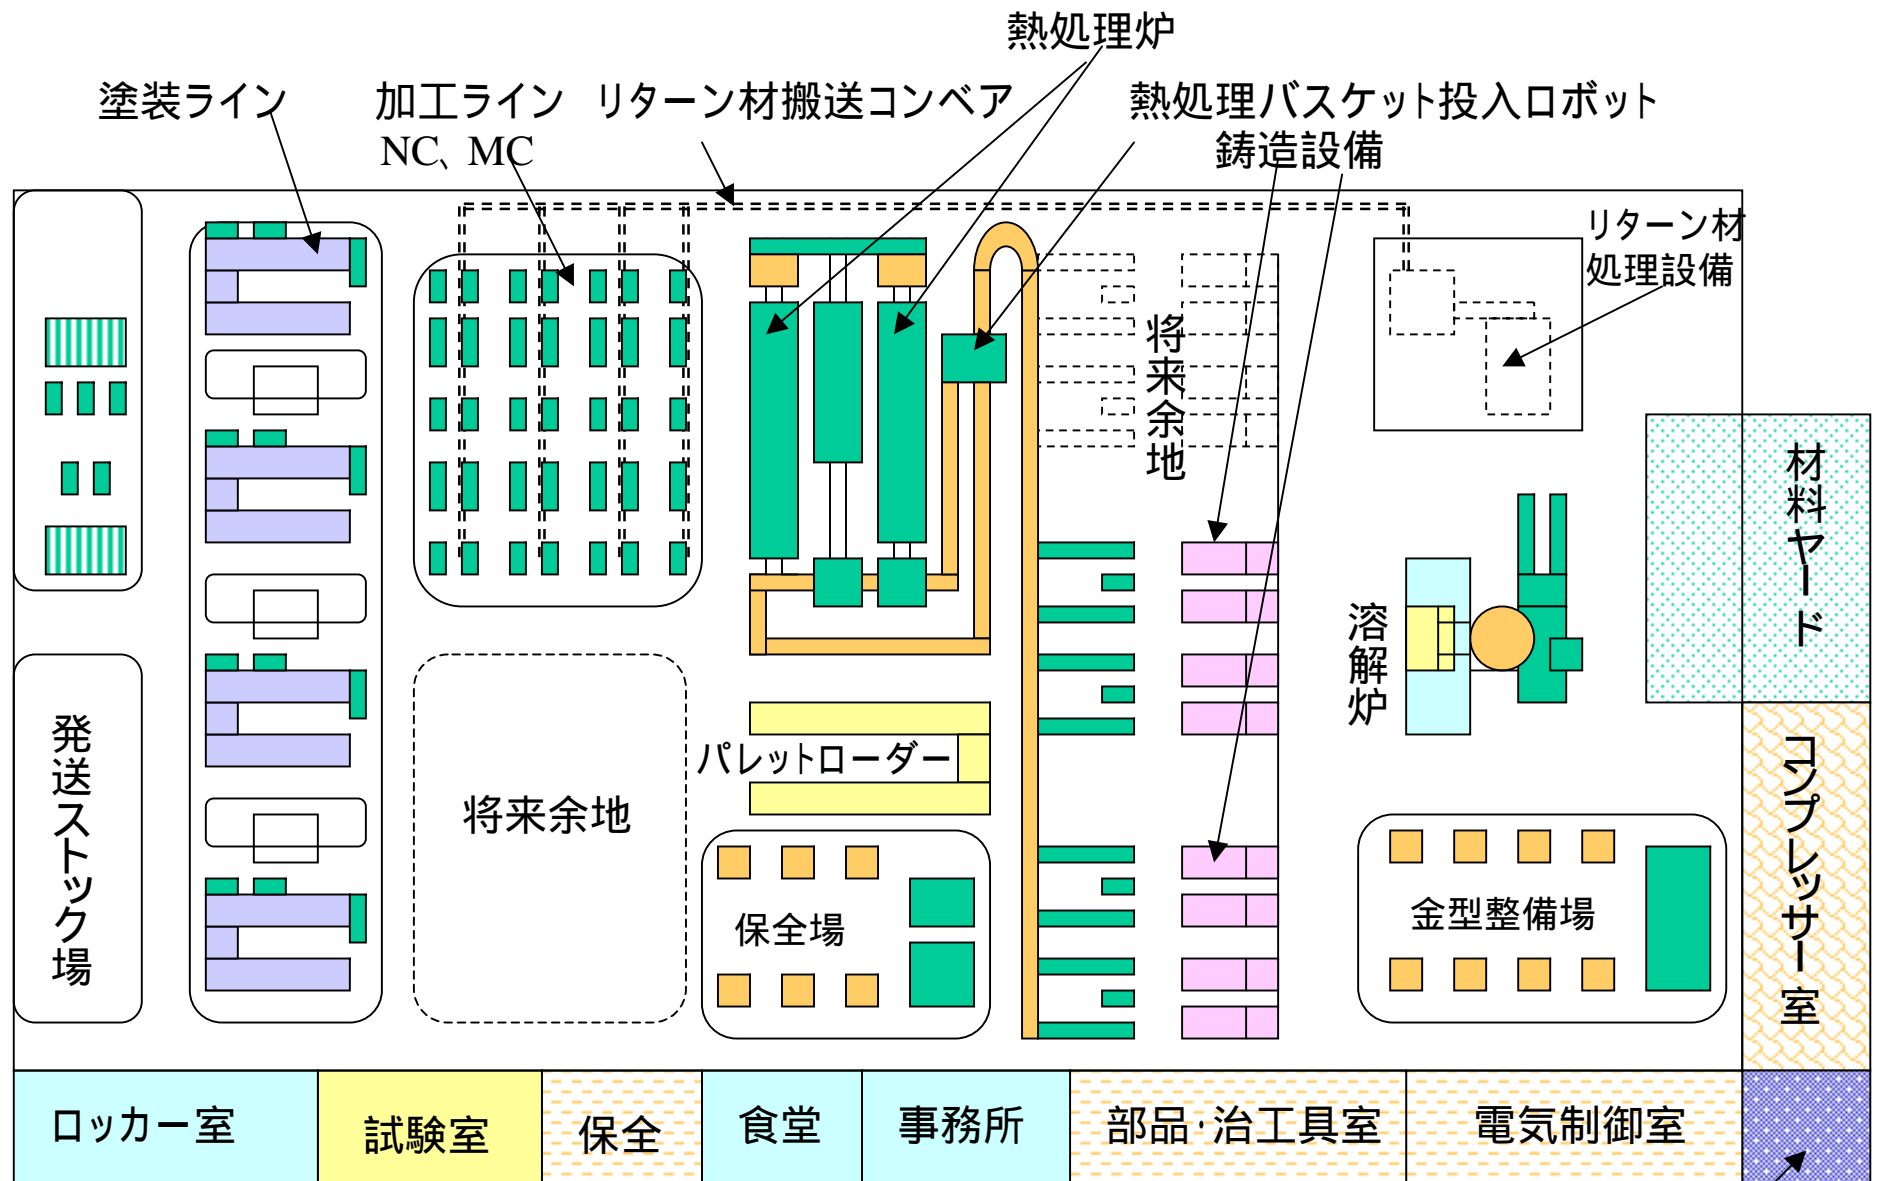 熱処理炉
塗装ライン
加工ライン
NC、MC
リターン材搬送コンベア
熱処理バスケット投入ロボット
鋳造設備
リターン材
処理設備
将来余地
材料ヤード
溶解炉
発送ストック場
将来余地
パレットローダー
コンプレッサー室
保全場
金型整備場
ロッカー室
試験室
保全
食堂
事務所
部品・治工具室
電気制御室